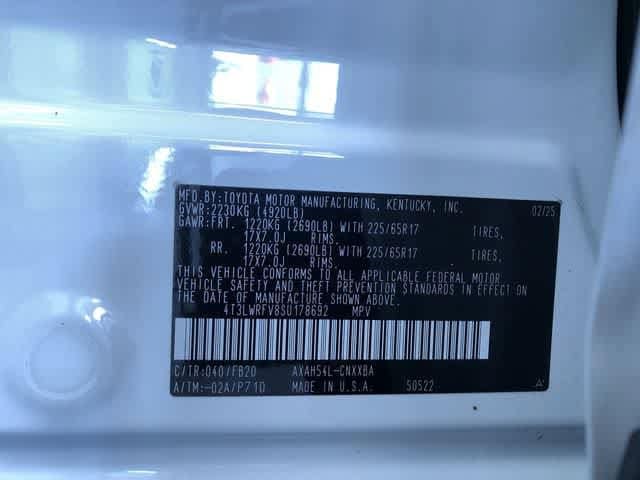 MFD.BY:TOYOTA MOTOR MANUFACTURING, KENTUCKY, INC. 02/25
GVWR:2230KG (4920LB)
GAWR:FRT. 1220KG (2690LB) WITH 225/65R17 TIRES,
17X7.0J RIMS.
RR. 1220KG (2690LB) WITH 225/65R17 TIRES,
17X7.0J RIMS.
THIS VEHICLE CONFORMS TO ALL APPLICABLE FEDERAL MOTOR
VEHICLE SAFETY AND THEFT PREVENTION STANDARDS IN EFFECT ON
THE DATE OF MANUFACTURE SHOWN ABOVE.
4T3LWRFV8SU178692 MPV
C/TR:040/FB20 AXAH54L-CNXXBA
A/TM:-02A/P710 MADE IN U.S.A. 50522 A